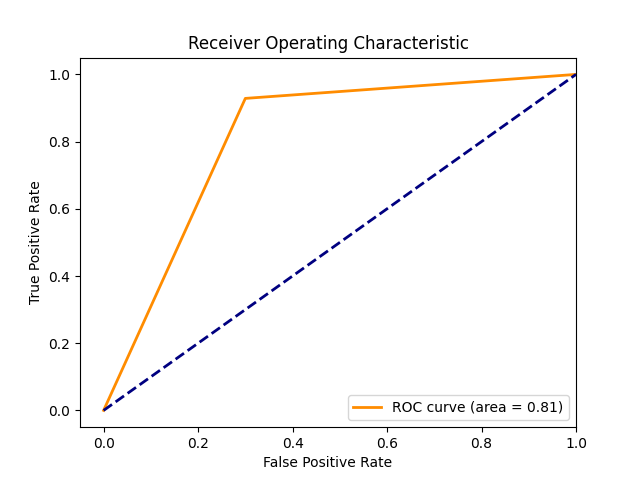 Receiver Operating Characteristic
True Positive Rate
1.0
0.8
0.6
0.4
0.2
0.0
ROC curve (area = 0.81)
0.0 0.2 0.4 0.6 0.8 1.0
False Positive Rate